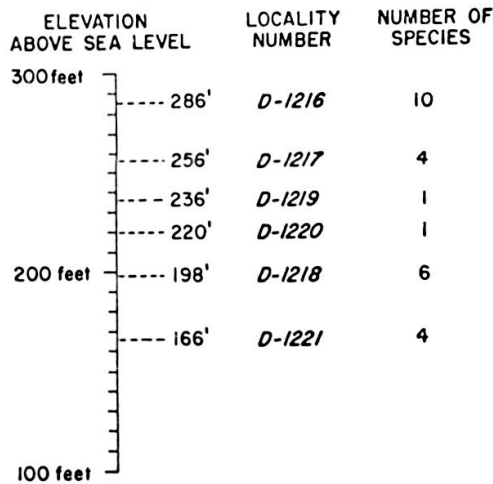 ELEVATION LOCALITY NUMBER OF
ABOVE SEA LEVEL NUMBER SPECIES
300 feet
286' D-1216 10
256' D-1217 4
236' D-1219 1
220' D-1220 1
200 feet 198' D-1218 6
166' D-1221 4
100 feet